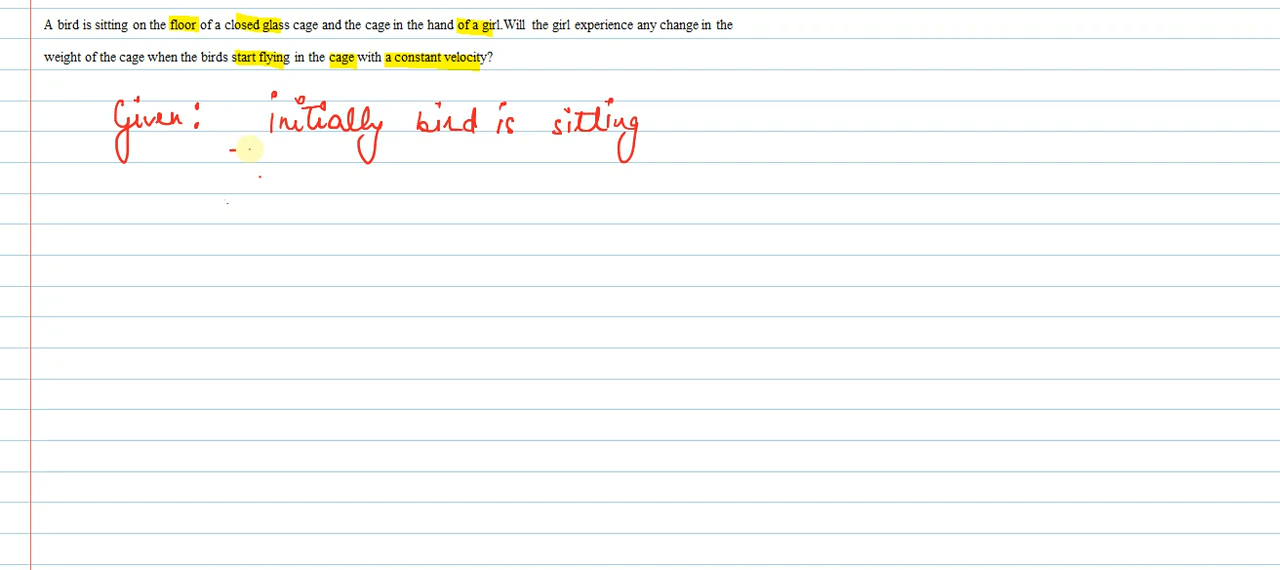 A bird is sitting on the floor of a closed glass cage and the cage in the hand of a girl.Will the girl experience any change in the
weight of the cage when the birds start flying in the cage with a constant velocity?
Given: initially bird is sitting